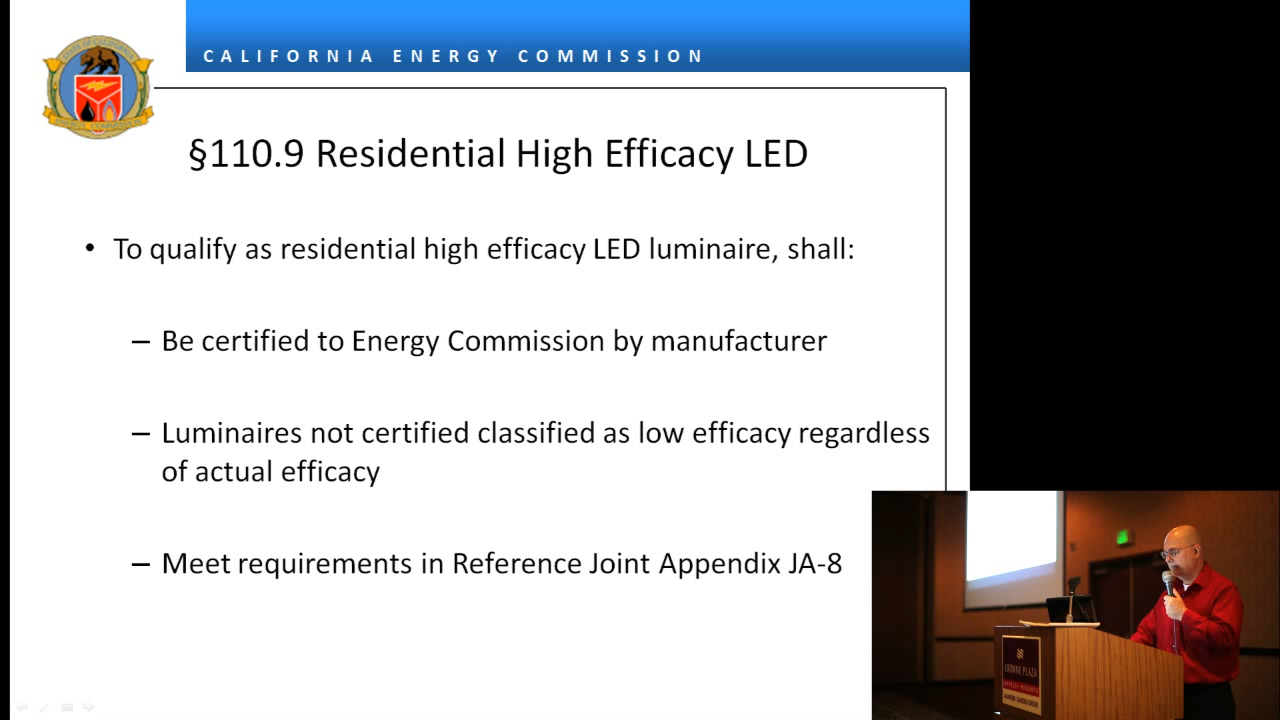 CALIFORNIA ENERGY COMMISSION
§110.9 Residential High Efficacy LED
• To qualify as residential high efficacy LED luminaire, shall:
– Be certified to Energy Commission by manufacturer
– Luminaires not certified classified as low efficacy regardless
of actual efficacy
– Meet requirements in Reference Joint Appendix JA-8
CROWNE PLAZA